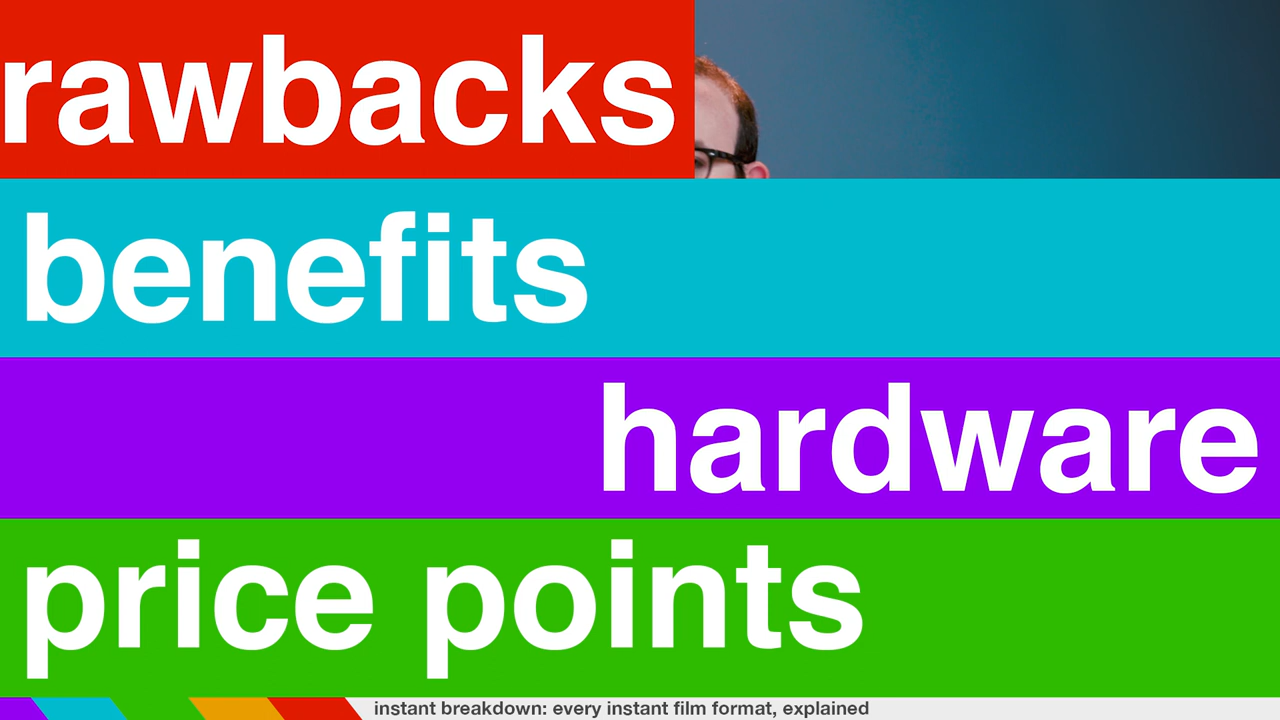 rawbacks
benefits
hardware
price points
instant breakdown: every instant film format, explained